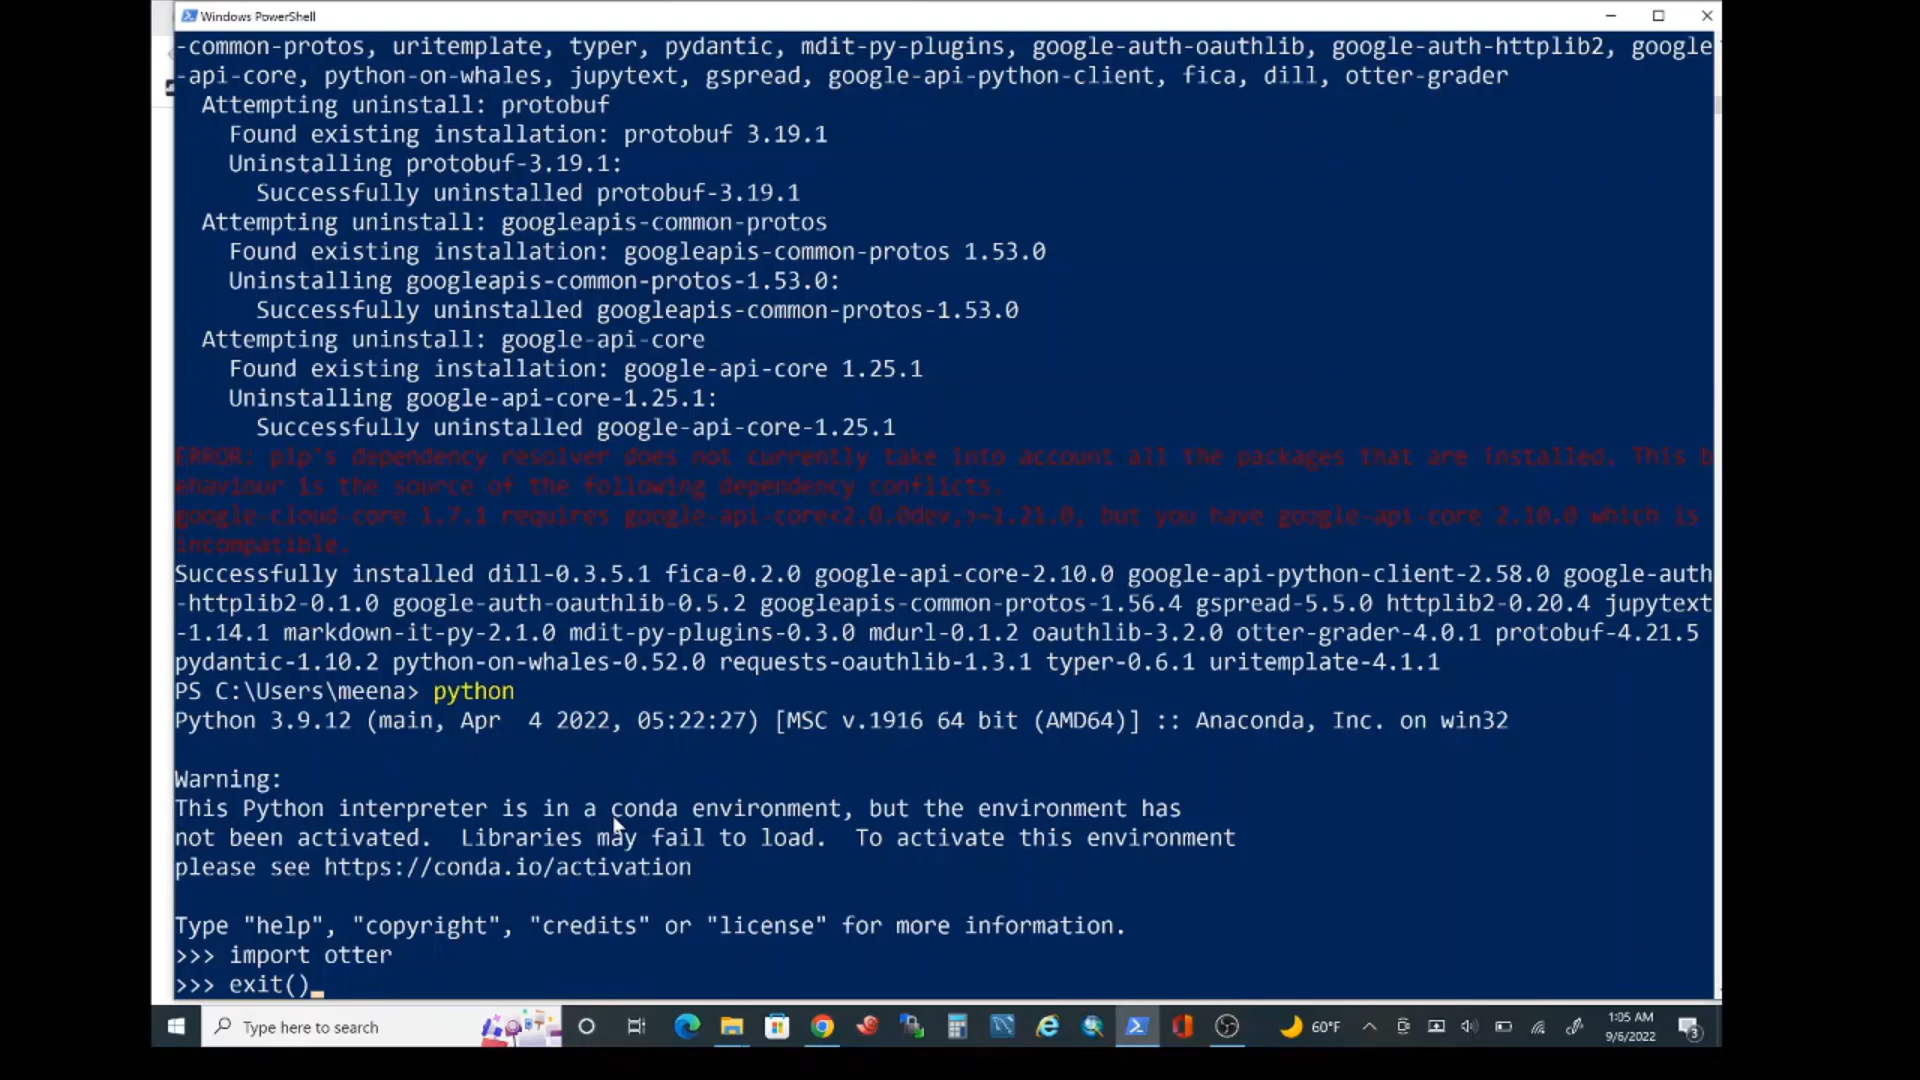 Windows PowerShell
-common-protos, uritemplate, typer, pydantic, mdit-py-plugins, google-auth-oauthlib, google-auth-httplib2, google
-api-core, python-on-whales, jupytext, gspread, google-api-python-client, fica, dill, otter-grader
Attempting uninstall: protobuf
Found existing installation: protobuf 3.19.1
Uninstalling protobuf-3.19.1:
Successfully uninstalled protobuf-3.19.1
Attempting uninstall: googleapis-common-protos
Found existing installation: googleapis-common-protos 1.53.0
Uninstalling googleapis-common-protos-1.53.0:
Successfully uninstalled googleapis-common-protos-1.53.0
Attempting uninstall: google-api-core
Found existing installation: google-api-core 1.25.1
Uninstalling google-api-core-1.25.1:
Successfully uninstalled google-api-core-1.25.1
ERROR: pip's dependency resolver does not currently take into account all the packages that are installed. This b
ehaviour is the source of the following dependency conflicts.
google-cloud-core 1.7.1 requires google-api-core<2.0.0dev,>=1.21.0, but you have google-api-core 2.10.0 which is
incompatible.
Successfully installed dill-0.3.5.1 fica-0.2.0 google-api-core-2.10.0 google-api-python-client-2.58.0 google-auth
-httplib2-0.1.0 google-auth-oauthlib-0.5.2 googleapis-common-protos-1.56.4 gspread-5.5.0 httplib2-0.20.4 jupytext
-1.14.1 markdown-it-py-2.1.0 mdit-py-plugins-0.3.0 mdurl-0.1.2 oauthlib-3.2.0 otter-grader-4.0.1 protobuf-4.21.5
pydantic-1.10.2 python-on-whales-0.52.0 requests-oauthlib-1.3.1 typer-0.6.1 uritemplate-4.1.1
PS C:\Users\meena> python
Python 3.9.12 (main, Apr  4 2022, 05:22:27) [MSC v.1916 64 bit (AMD64)] :: Anaconda, Inc. on win32
Warning:
This Python interpreter is in a conda environment, but the environment has
not been activated.  Libraries may fail to load.  To activate this environment
please see https://conda.io/activation
Type "help", "copyright", "credits" or "license" for more information.
>>> import otter
>>> exit()
Type here to search
60°F
1:05 AM
9/6/2022
3